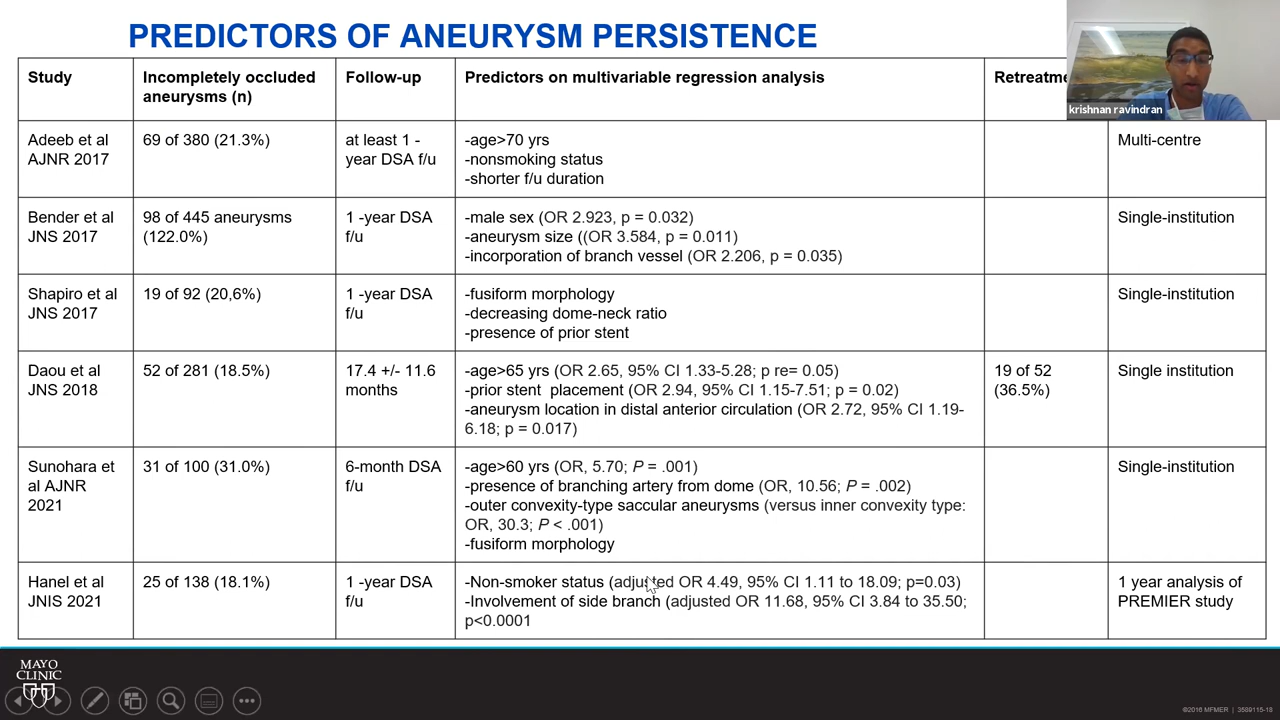 PREDICTORS OF ANEURYSM PERSISTENCE
krishnan ravindran
Study
Incompletely occluded
aneurysms (n)
Follow-up
Predictors on multivariable regression analysis
Adeeb et al
AJNR 2017
69 of 380 (21.3%)
at least 1 -
year DSA f/u
-age>70 yrs
-nonsmoking status
-shorter f/u duration
Multi-centre
Bender et al
JNS 2017
98 of 445 aneurysms
(122.0%)
1 -year DSA
f/u
-male sex (OR 2.923, p = 0.032)
-aneurysm size ((OR 3.584, p = 0.011)
-incorporation of branch vessel (OR 2.206, p = 0.035)
Single-institution
Shapiro et al
JNS 2017
19 of 92 (20,6%)
1 -year DSA
f/u
-fusiform morphology
-decreasing dome-neck ratio
-presence of prior stent
Single-institution
Daou et al
JNS 2018
52 of 281 (18.5%)
17.4 +/- 11.6
months
-age>65 yrs (OR 2.65, 95% CI 1.33-5.28; p re= 0.05)
-prior stent  placement (OR 2.94, 95% CI 1.15-7.51; p = 0.02)
-aneurysm location in distal anterior circulation (OR 2.72, 95% CI 1.19-
6.18; p = 0.017)
19 of 52
(36.5%)
Single institution
Sunohara et
al AJNR
2021
31 of 100 (31.0%)
6-month DSA
f/u
-age>60 yrs (OR, 5.70; P = .001)
-presence of branching artery from dome (OR, 10.56; P = .002)
-outer convexity-type saccular aneurysms (versus inner convexity type:
OR, 30.3; P < .001)
-fusiform morphology
Single-institution
Hanel et al
JNIS 2021
25 of 138 (18.1%)
1 -year DSA
f/u
-Non-smoker status (adjusted OR 4.49, 95% CI 1.11 to 18.09; p=0.03)
-Involvement of side branch (adjusted OR 11.68, 95% CI 3.84 to 35.50;
p<0.0001
1 year analysis of
PREMIER study
MAYO
CLINIC
©2016 MFMER | 3589115-18